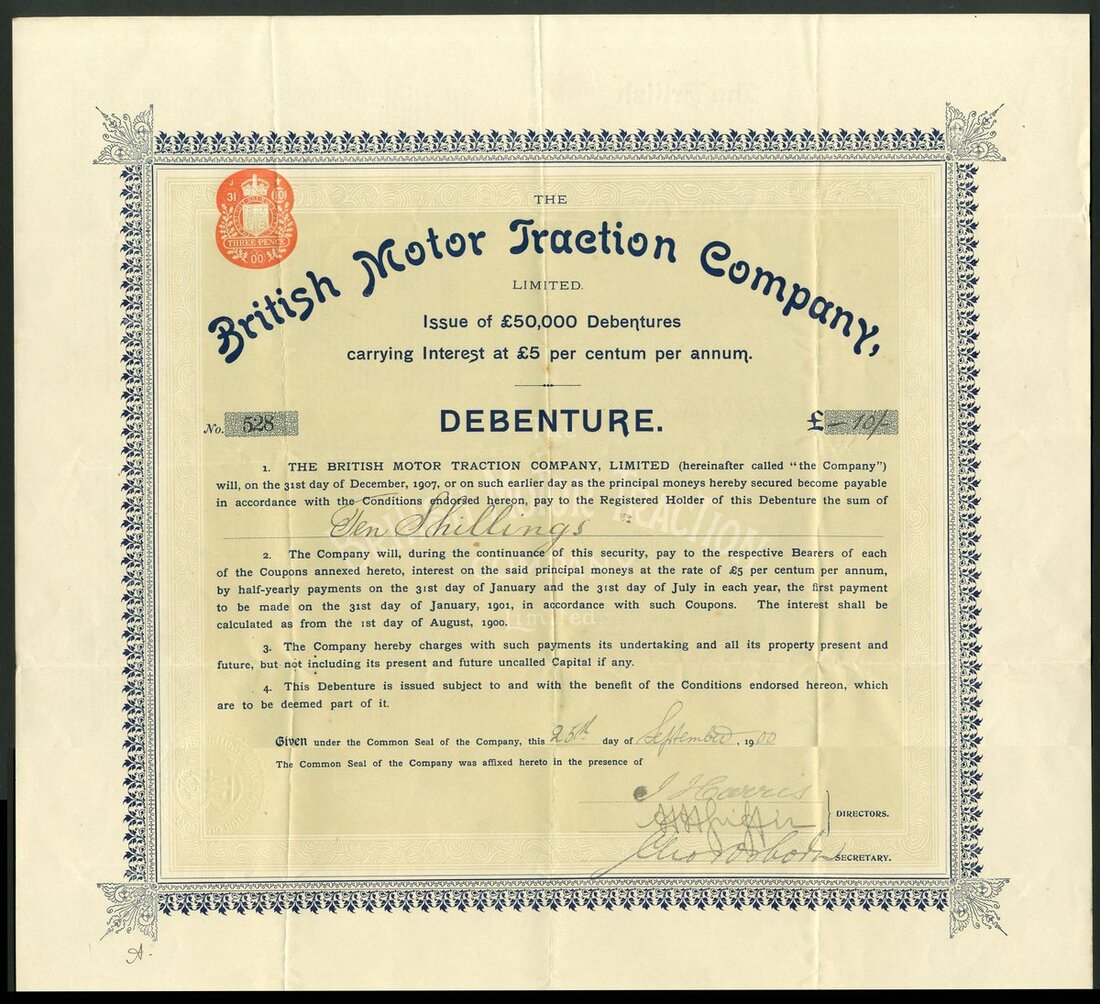 THE
British Motor Traction Company,
LIMITED.
Issue of £50,000 Debentures
carrying Interest at £5 per centum per annum.
J
31 10
THREE PENCE
00
No. 528
DEBENTURE.
£ – 10/-
1. THE BRITISH MOTOR TRACTION COMPANY, LIMITED (hereinafter called "the Company")
will, on the 31st day of December, 1907, or on such earlier day as the principal moneys hereby secured become payable
in accordance with the Conditions endorsed hereon, pay to the Registered Holder of this Debenture the sum of
Ten Shillings
2. The Company will, during the continuance of this security, pay to the respective Bearers of each
of the Coupons annexed hereto, interest on the said principal moneys at the rate of £5 per centum per annum,
by half-yearly payments on the 31st day of January and the 31st day of July in each year, the first payment
to be made on the 31st day of January, 1901, in accordance with such Coupons. The interest shall be
calculated as from the 1st day of August, 1900.
3. The Company hereby charges with such payments its undertaking and all its property present and
future, but not including its present and future uncalled Capital if any.
4. This Debenture is issued subject to and with the benefit of the Conditions endorsed hereon, which
are to be deemed part of it.
Given under the Common Seal of the Company, this 25th day of September, 1900
The Common Seal of the Company was affixed hereto in the presence of
J Harris
DIRECTORS.
SECRETARY.
A.